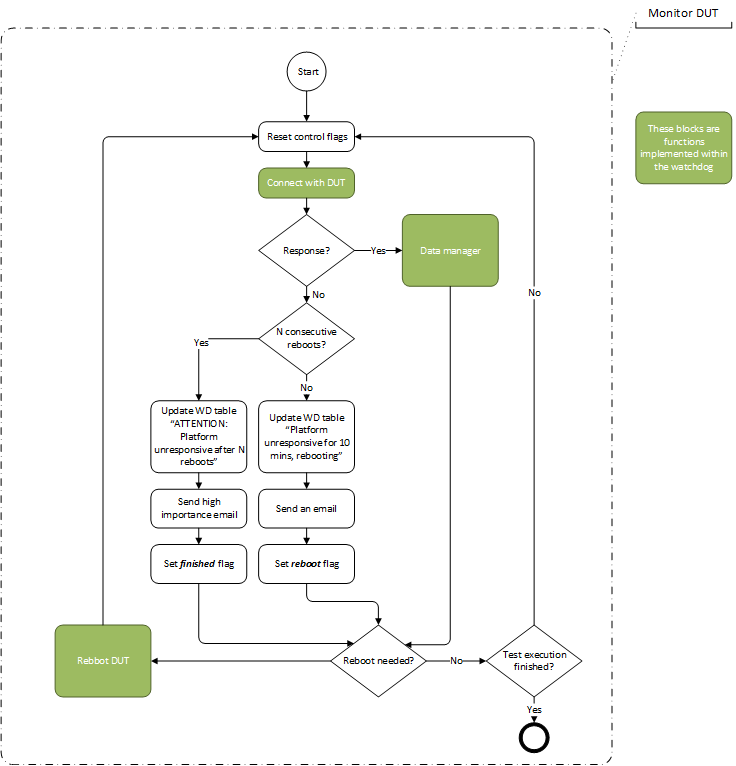 Monitor DUT
Start
Reset control flags
These blocks are
functions
implemented within
the watchdog
Connect with DUT
Response?
Yes
Data manager
No
No
N consecutive
reboots?
Yes
No
Update WD table
“ATTENTION:
Platform
unresponsive after N
reboots”
Update WD table
“Platform
unresponsive for 10
mins, rebooting”
Send high
importance email
Send an email
Set finished flag
Set reboot flag
Rebbot DUT
Reboot needed?
No
Test execution
finished?
Yes